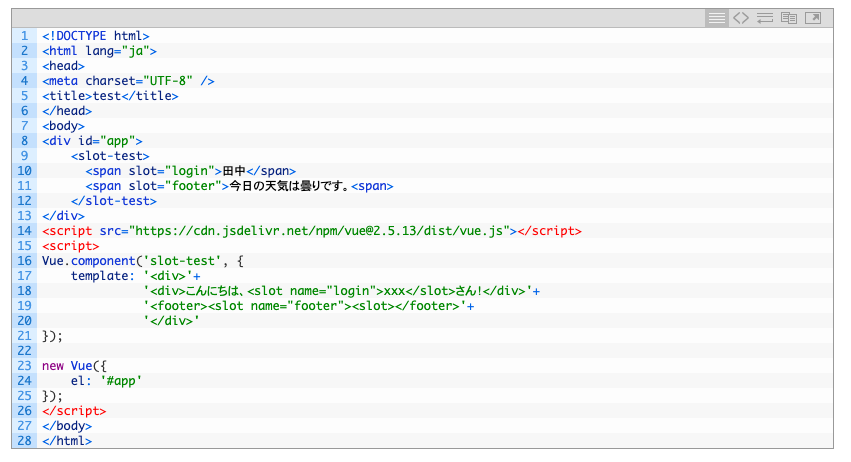 1 <!DOCTYPE html>
2 <html lang="ja">
3 <head>
4 <meta charset="UTF-8" />
5 <title>test</title>
6 </head>
7 <body>
8 <div id="app">
9     <slot-test>
10       <span slot="login">田中</span>
11       <span slot="footer">今日の天気は曇りです。<span>
12     </slot-test>
13 </div>
14 <script src="https://cdn.jsdelivr.net/npm/vue@2.5.13/dist/vue.js"></script>
15 <script>
16 Vue.component('slot-test', {
17     template: '<div>'+
18               '<div>こんにちは、<slot name="login">xxx</slot>さん!</div>'+
19               '<footer><slot name="footer"><slot></footer>'+
20               '</div>'
21 });
22
23 new Vue({
24     el: '#app'
25 });
26 </script>
27 </body>
28 </html>